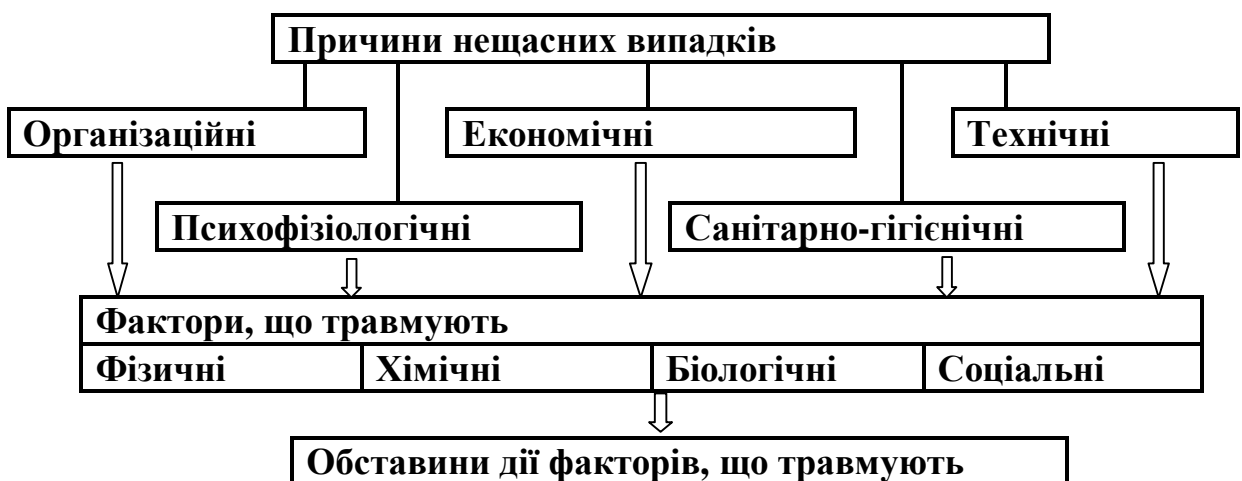 Причини нещасних випадків
Організаційні Економічні Технічні
Психофізіологічні Санітарно-гігієнічні
Фактори, що травмують
Фізичні Хімічні Біологічні Соціальні
Обставини дії факторів, що травмують